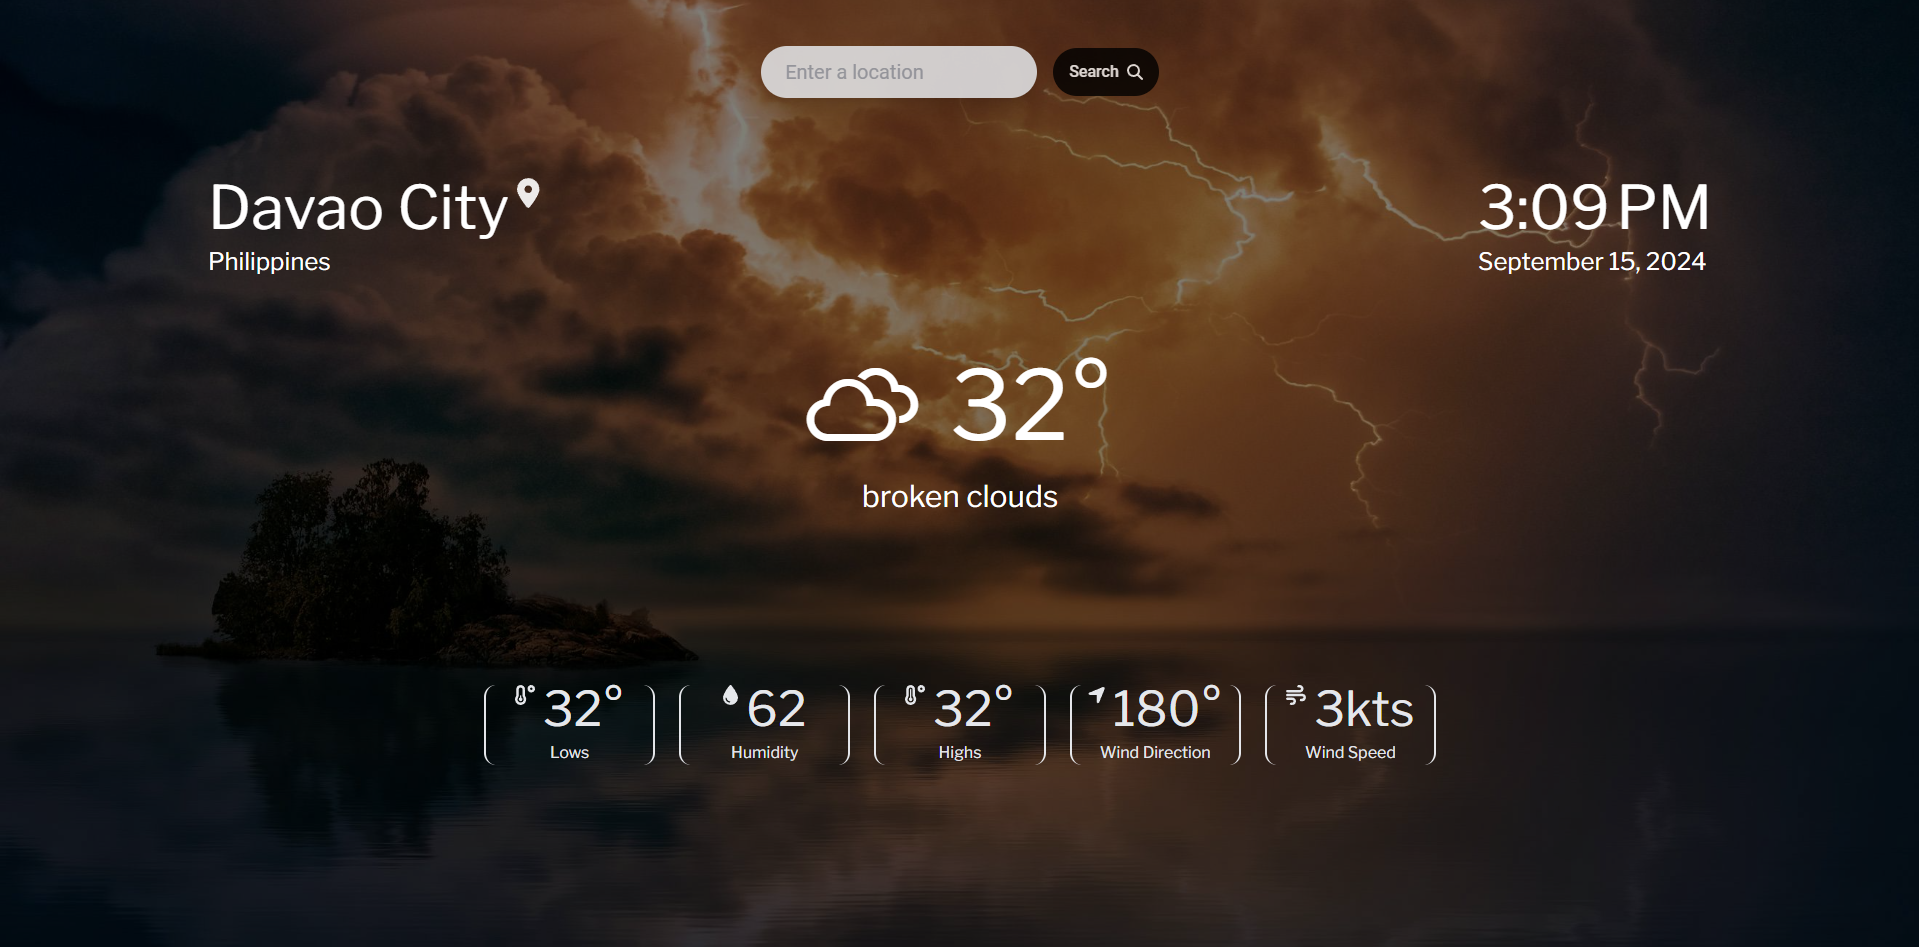 Enter a location
Search
Davao City
Philippines
3:09 PM
September 15, 2024
32°
broken clouds
32°
Lows
62
Humidity
32°
Highs
180°
Wind Direction
3kts
Wind Speed